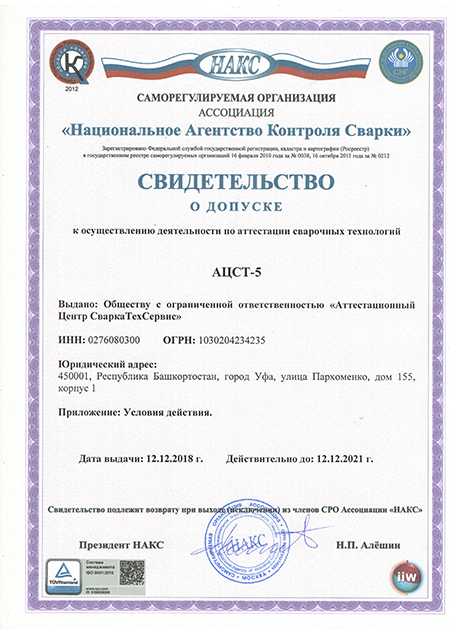 НАКС
2012
СНГ
САМОРЕГУЛИРУЕМАЯ ОРГАНИЗАЦИЯ
АССОЦИАЦИЯ
«Национальное Агентство Контроля Сварки»
Зарегистрировано Федеральной службой государственной регистрации, кадастра и картографии (Росреестр)
в государственном реестре саморегулируемых организаций 16 февраля 2010 года за № 0038, 16 октября 2011 года за № 0212
СВИДЕТЕЛЬСТВО
О ДОПУСКЕ
к осуществлению деятельности по аттестации сварочных технологий
АЦСТ-5
Выдано: Обществу с ограниченной ответственностью «Аттестационный
Центр СваркаТехСервис»
ИНН: 0276080300 ОГРН: 1030204234235
Юридический адрес:
450001, Республика Башкортостан, город Уфа, улица Пархоменко, дом 155,
корпус 1
Приложение: Условия действия.
Дата выдачи: 12.12.2018 г. Действительно до: 12.12.2021 г.
Свидетельство подлежит возврату при выходе (исключении) из членов СРО Ассоциации «НАКС»
Президент НАКС Н.П. Алёшин
НАКС
МОСКВА
TÜVRheinland
Система
менеджмента
ISO 9001:2015
iiw